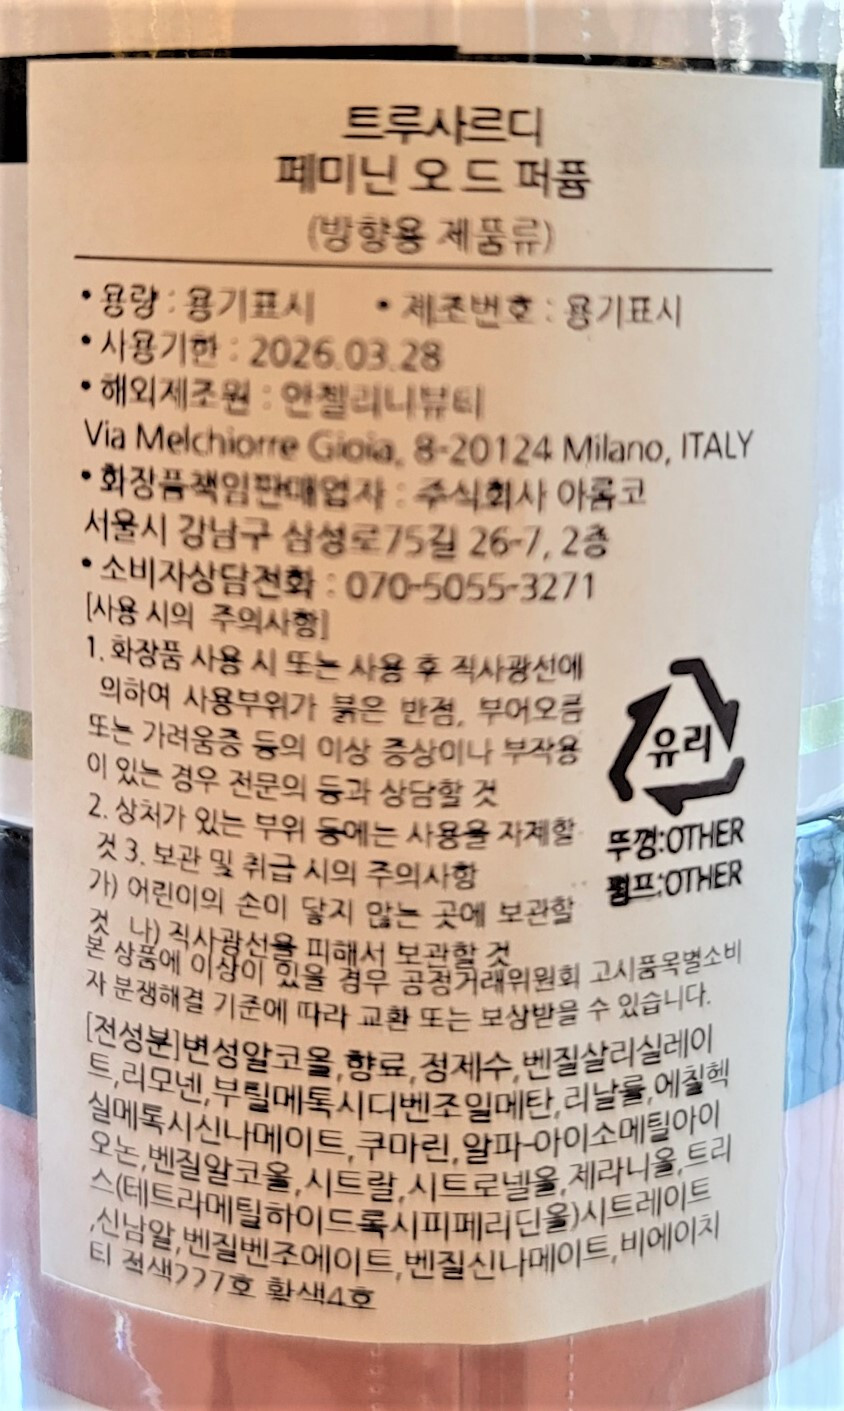 트루사르디
페미닌 오 드 퍼퓸
(방향용 제품류)
•용량 : 용기표시 •제조번호 : 용기표시
•사용기한 : 2026.03.28
•해외제조원 : 안젤리니뷰티
Via Melchiorre Gioia, 8-20124 Milano, ITALY
•화장품책임판매업자 : 주식회사 아롬코
서울시 강남구 삼성로75길 26-7, 2층
•소비자상담전화 : 070-5055-3271
[사용 시의 주의사항]
1. 화장품 사용 시 또는 사용 후 직사광선에
의하여 사용부위가 붉은 반점, 부어오름
또는 가려움증 등의 이상 증상이나 부작용
이 있는 경우 전문의 등과 상담할 것
2. 상처가 있는 부위 등에는 사용을 자제할
것 3. 보관 및 취급 시의 주의사항
가) 어린이의 손이 닿지 않는 곳에 보관할
것 나) 직사광선을 피해서 보관할 것
본 상품에 이상이 있을 경우 공정거래위원회 고시품목별소비
자 분쟁해결 기준에 따라 교환 또는 보상받을 수 있습니다.
[전성분]변성알코올,향료,정제수,벤질살리실레이
트,리모넨,부틸메톡시디벤조일메탄,리날룰,에칠헥
실메톡시신나메이트,쿠마린,알파-아이소메틸아이
오논,벤질알코올,시트랄,시트로넬올,제라니올,트리
스(테트라메틸하이드록시피페리딘올)시트레이트
,신남알,벤질벤조에이트,벤질신나메이트,비에이치
티 적색227호 황색4호
유리
뚜껑:OTHER
펌프:OTHER